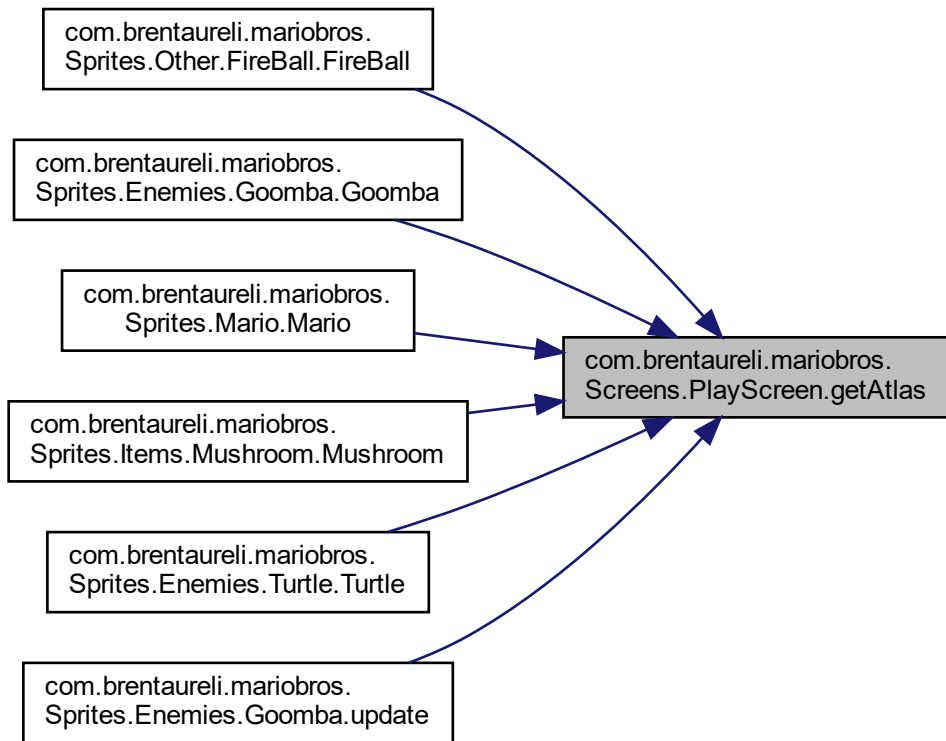 com.brentaureli.mariobros.
Sprites.Other.FireBall.FireBall
com.brentaureli.mariobros.
Sprites.Enemies.Goomba.Goomba
com.brentaureli.mariobros.
Sprites.Mario.Mario
com.brentaureli.mariobros.
Screens.PlayScreen.getAtlas
com.brentaureli.mariobros.
Sprites.Items.Mushroom.Mushroom
com.brentaureli.mariobros.
Sprites.Enemies.Turtle.Turtle
com.brentaureli.mariobros.
Sprites.Enemies.Goomba.update